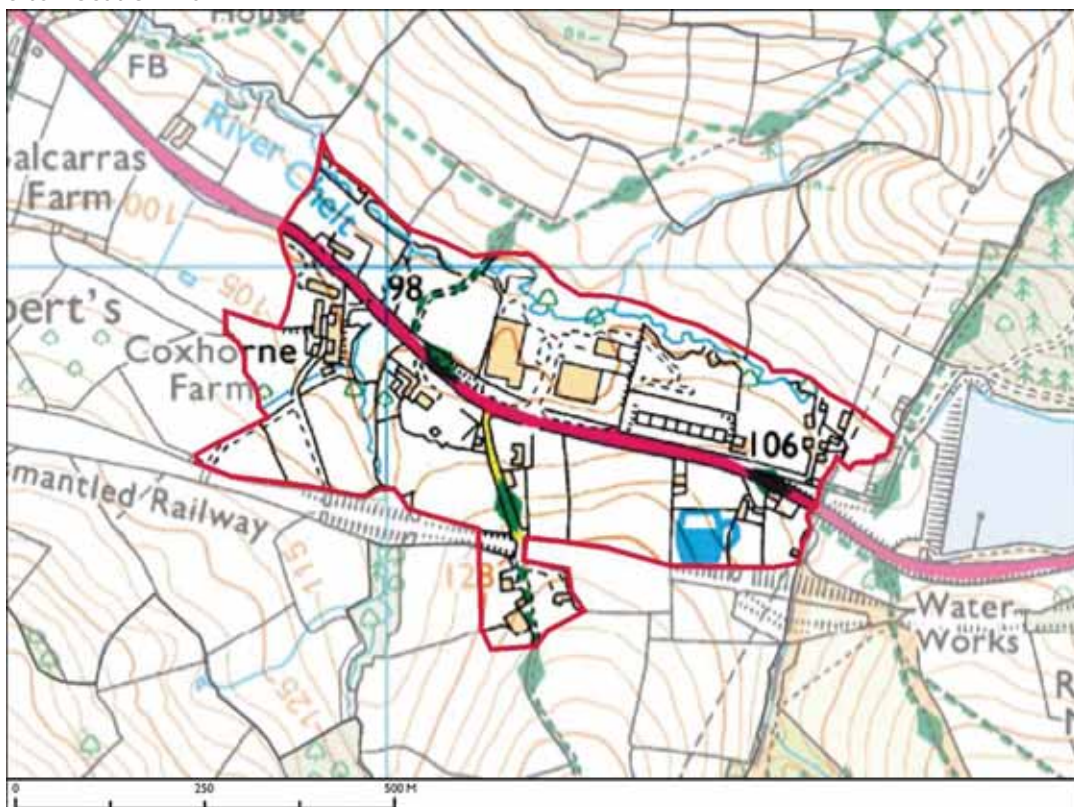 House
FB
River Chelt
alcarras
Farm
100
98
105
bert's
Coxhorne
Farm
106
mantled Railway
115
123
Water
Works
125
R
N
0 250 500 M